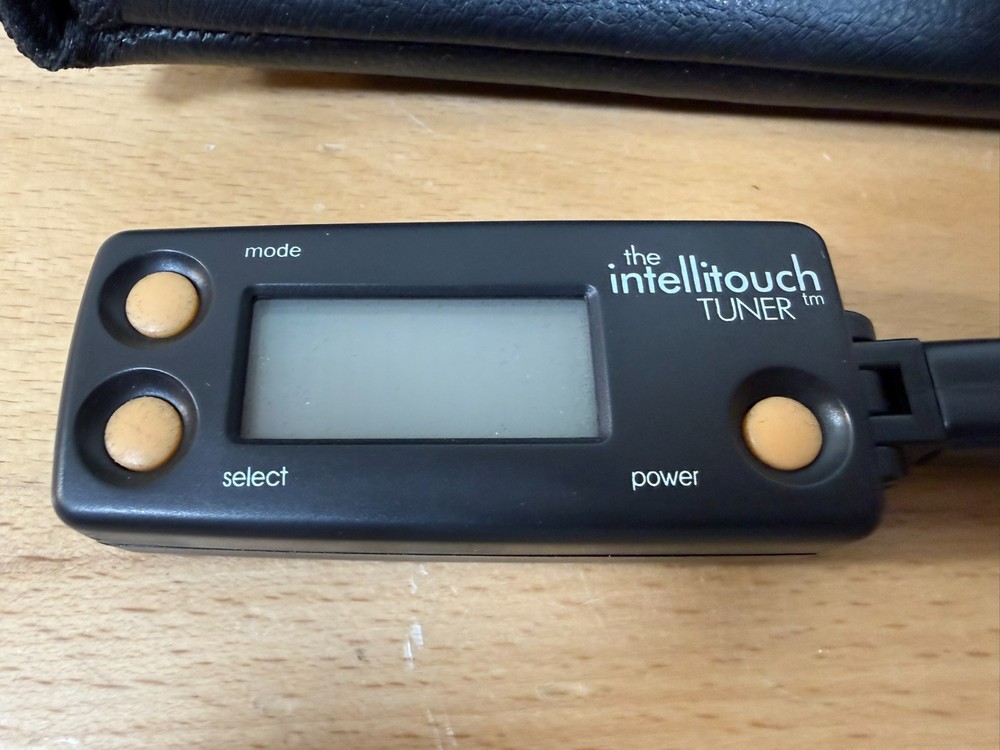 mode
the
intellitouch
TUNER tm
select
power